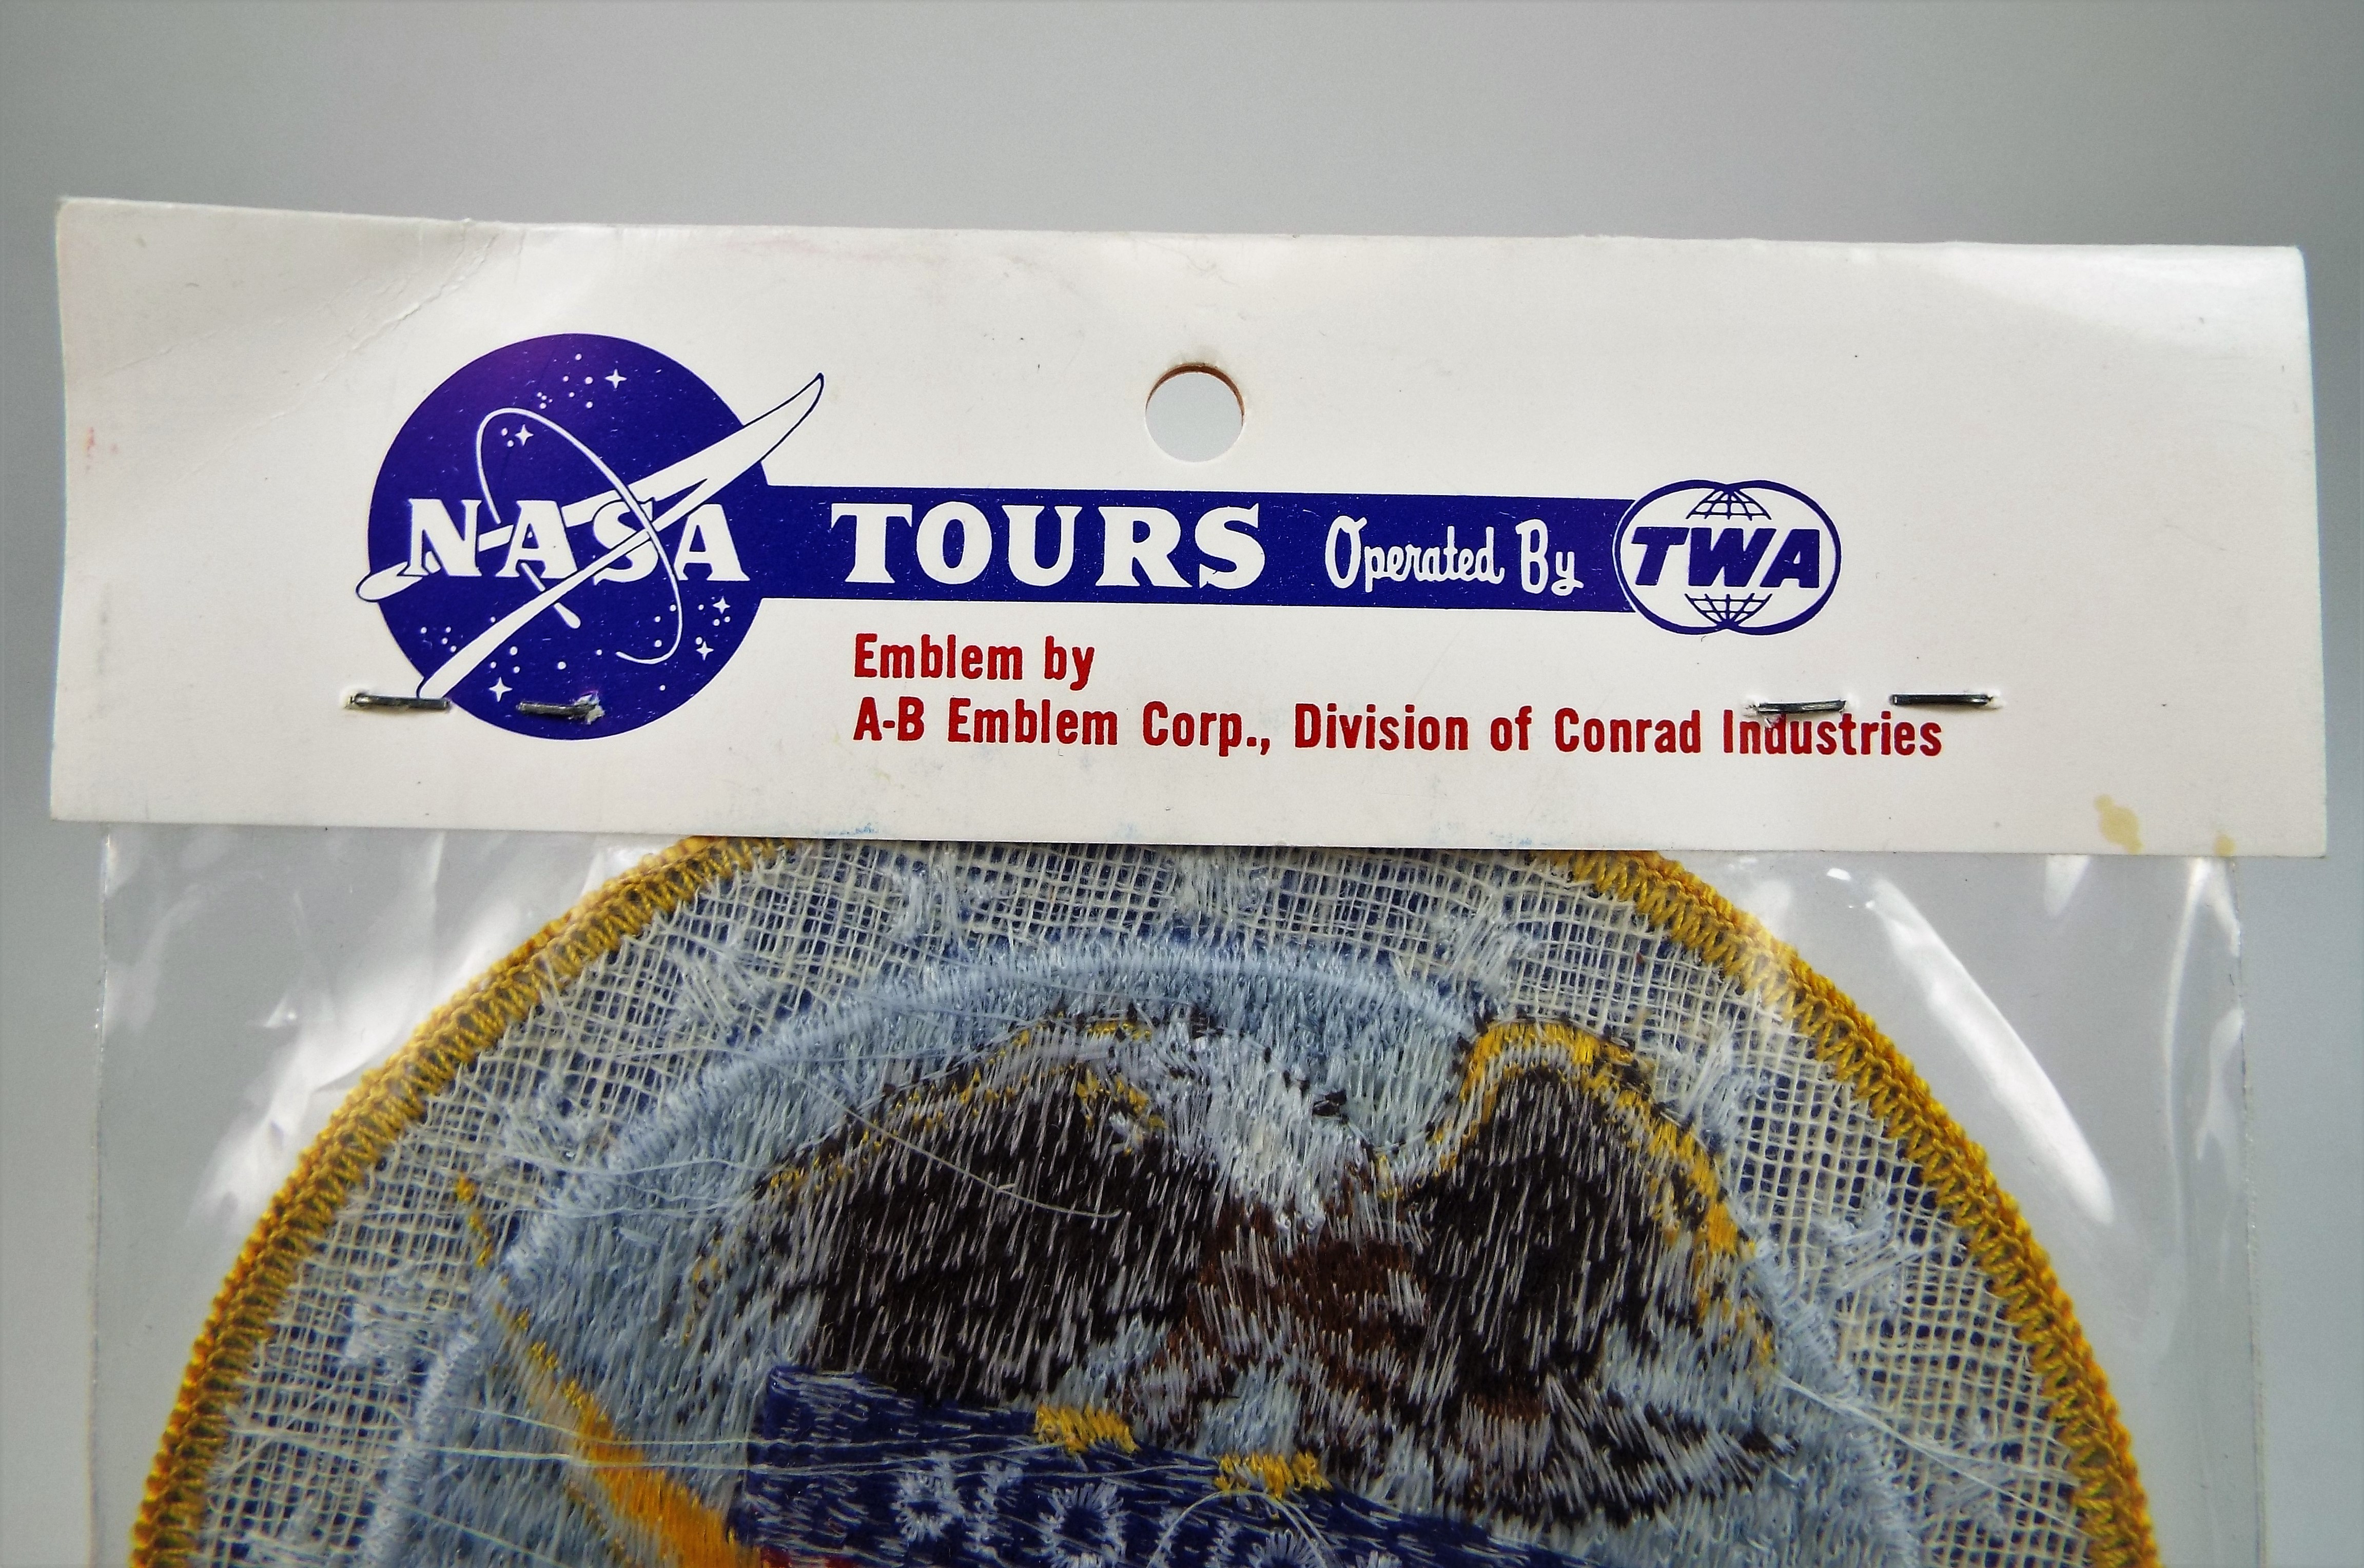 NASA TOURS Operated By TWA
Emblem by
A-B Emblem Corp., Division of Conrad Industries